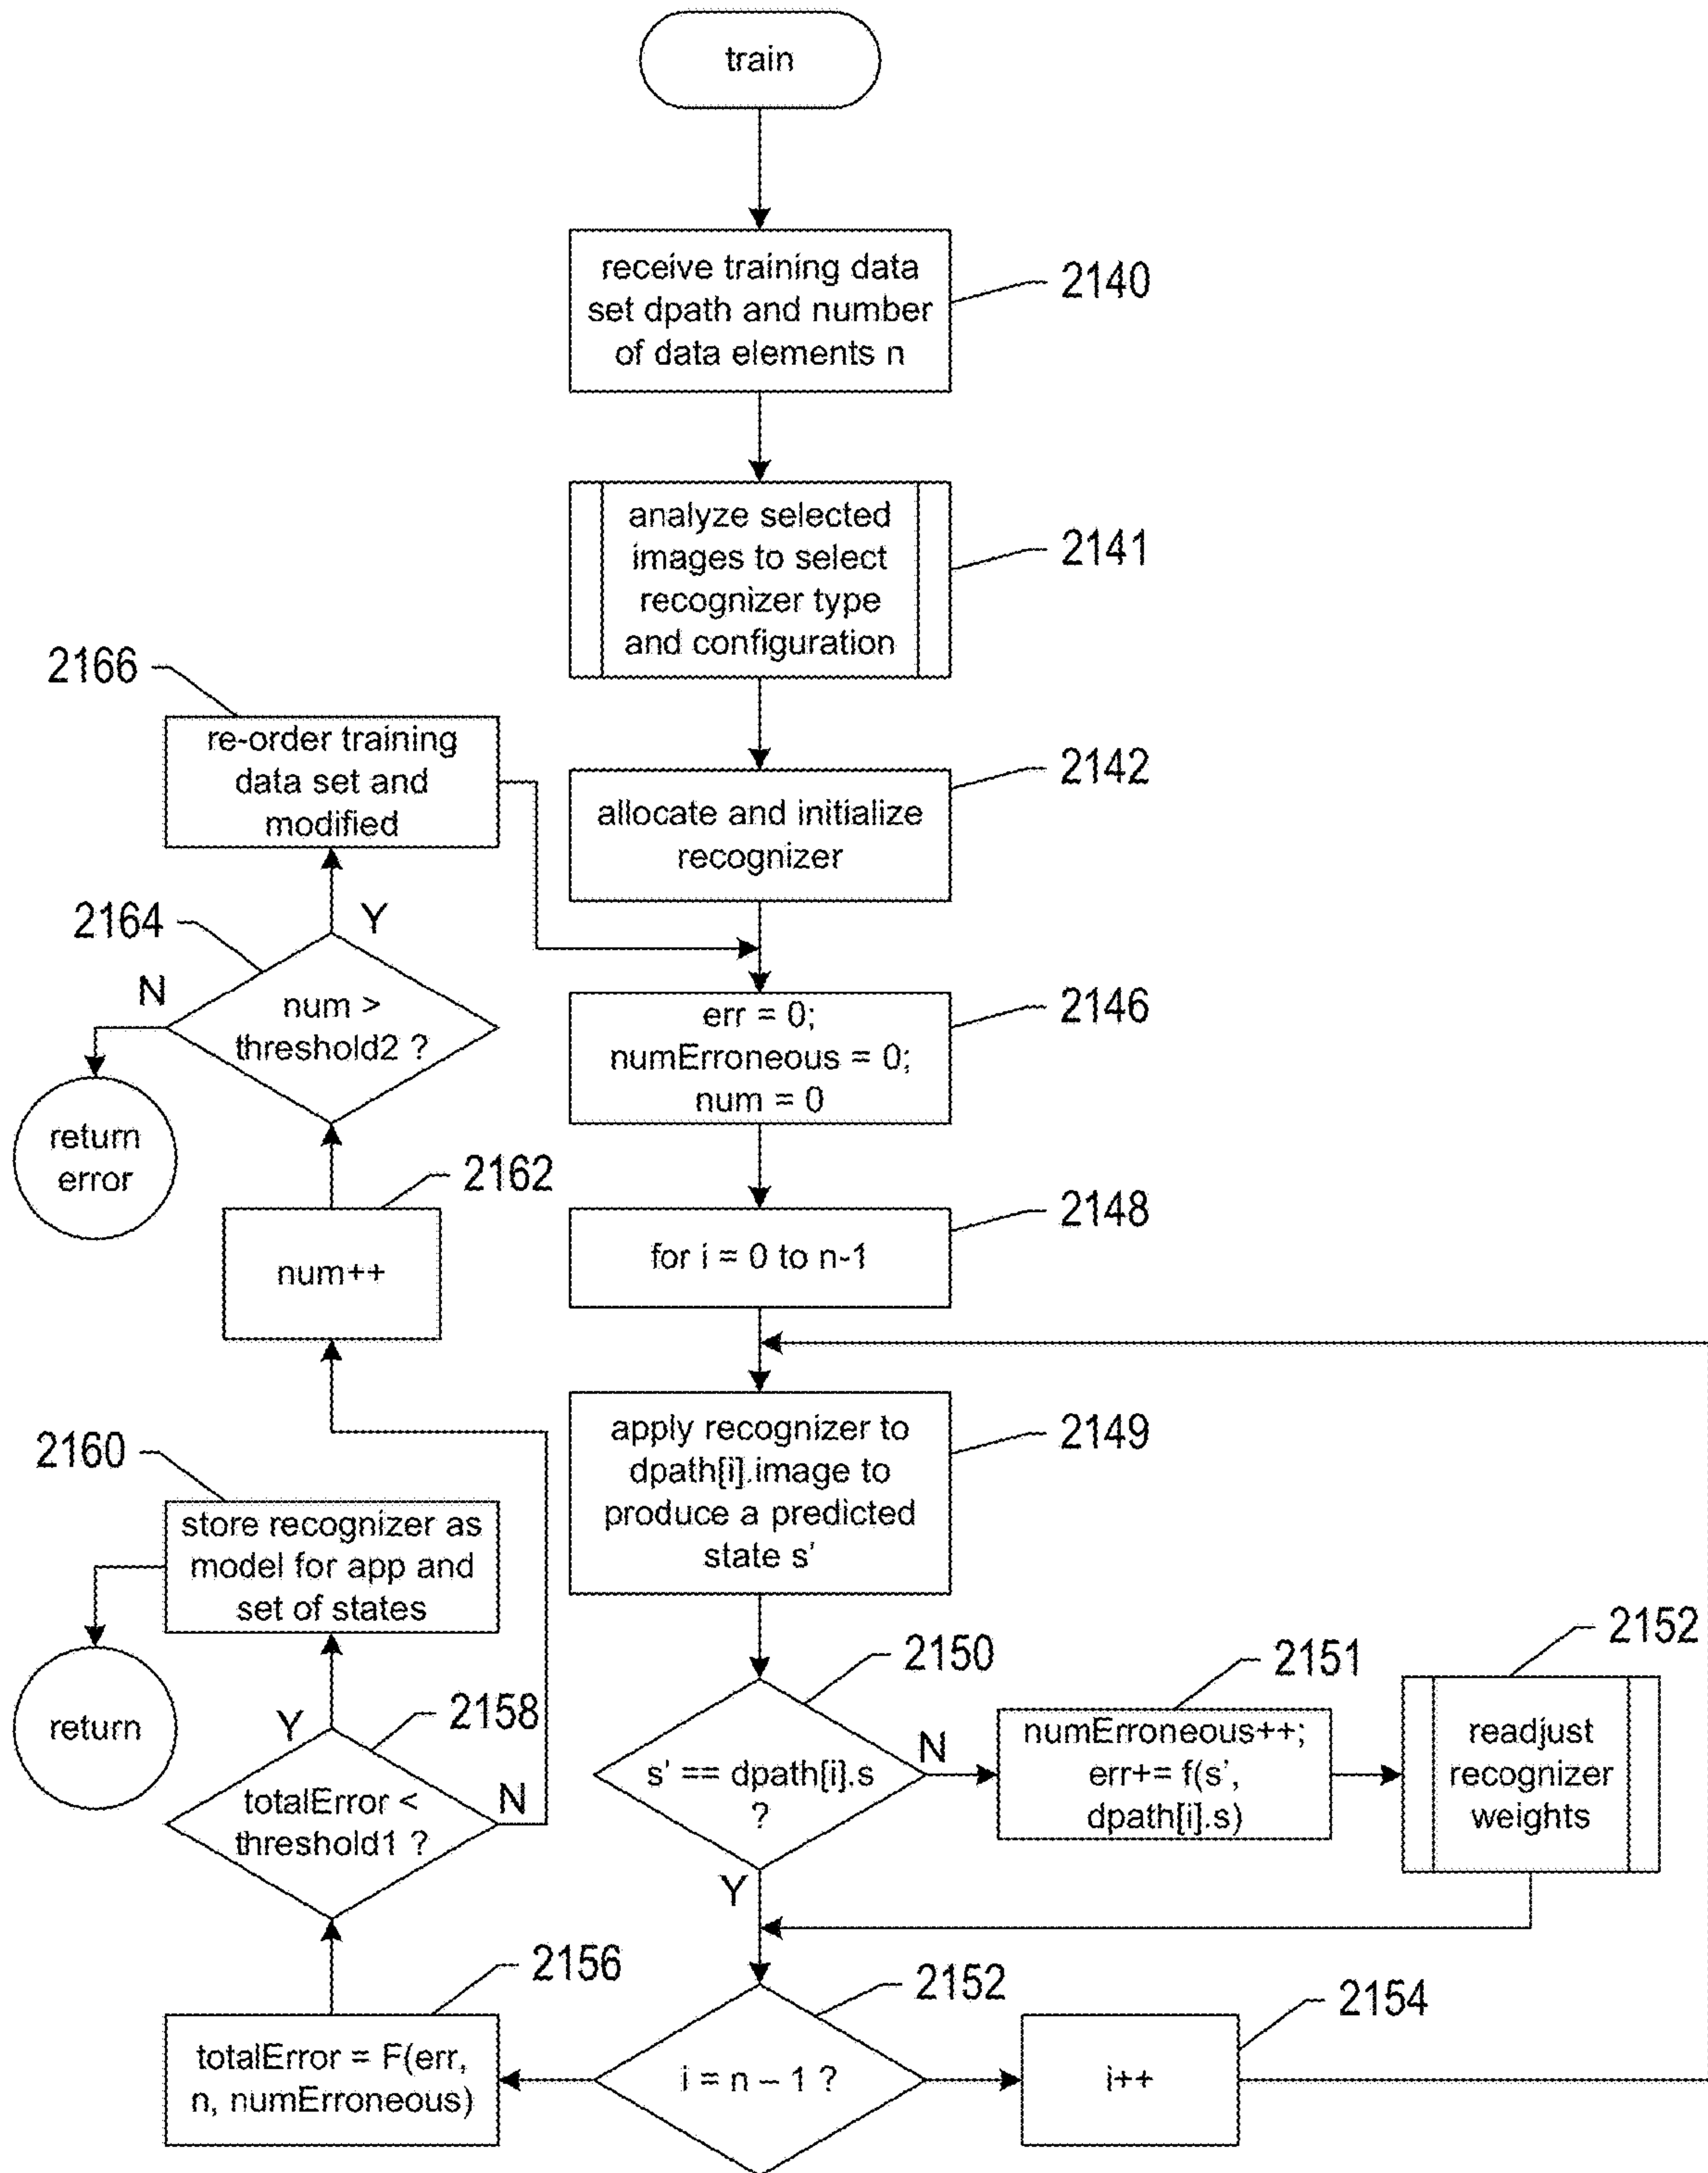 train
receive training data
set dpath and number
of data elements n
2140
analyze selected
images to select
recognizer type
and configuration
2141
2166
re-order training
data set and
modified
allocate and initialize
recognizer
2142
2164
Y
N
num >
threshold2 ?
return
error
err = 0;
numErroneous = 0;
num = 0
2146
2162
num++
for i = 0 to n-1
2148
apply recognizer to
dpath[i].image to
produce a predicted
state s'
2149
2160
store recognizer as
model for app and
set of states
return
Y
2158
totalError <
threshold1 ?
N
2150
s' == dpath[i].s
?
N
Y
2151
numErroneous++;
err+= f(s',
dpath[i].s)
2152
readjust
recognizer
weights
2156
totalError = F(err,
n, numErroneous)
2152
i = n – 1 ?
2154
i++